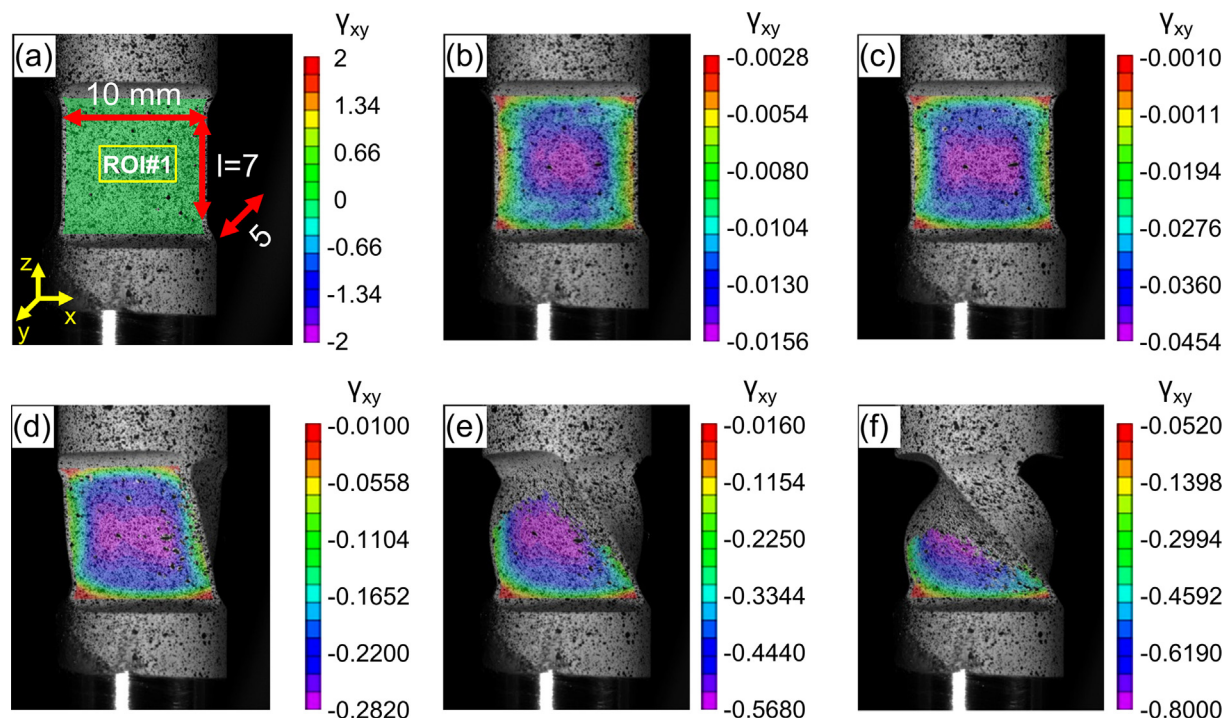 (a)
10 mm
ROI#1
l=7
5
z
x
y
γxy
2
1.34
0.66
0
-0.66
-1.34
-2
(b)
γxy
-0.0028
-0.0054
-0.0080
-0.0104
-0.0130
-0.0156
(c)
γxy
-0.0010
-0.0011
-0.0194
-0.0276
-0.0360
-0.0454
(d)
γxy
-0.0100
-0.0558
-0.1104
-0.1652
-0.2200
-0.2820
(e)
γxy
-0.0160
-0.1154
-0.2250
-0.3344
-0.4440
-0.5680
(f)
γxy
-0.0520
-0.1398
-0.2994
-0.4592
-0.6190
-0.8000